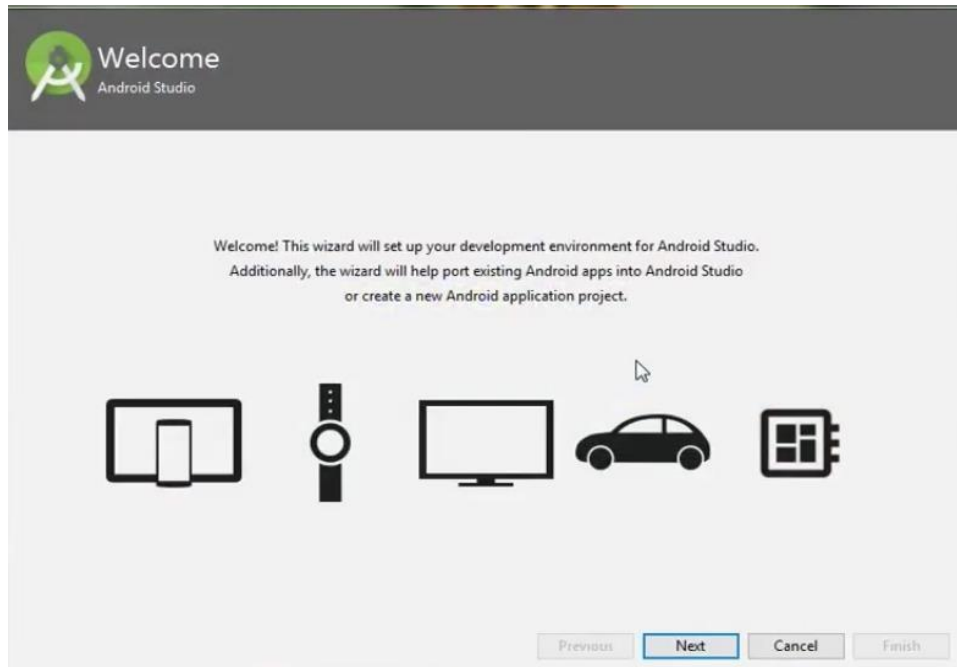 Welcome
Android Studio
Welcome! This wizard will set up your development environment for Android Studio.
Additionally, the wizard will help port existing Android apps into Android Studio
or create a new Android application project.
Previous
Next
Cancel
Finish